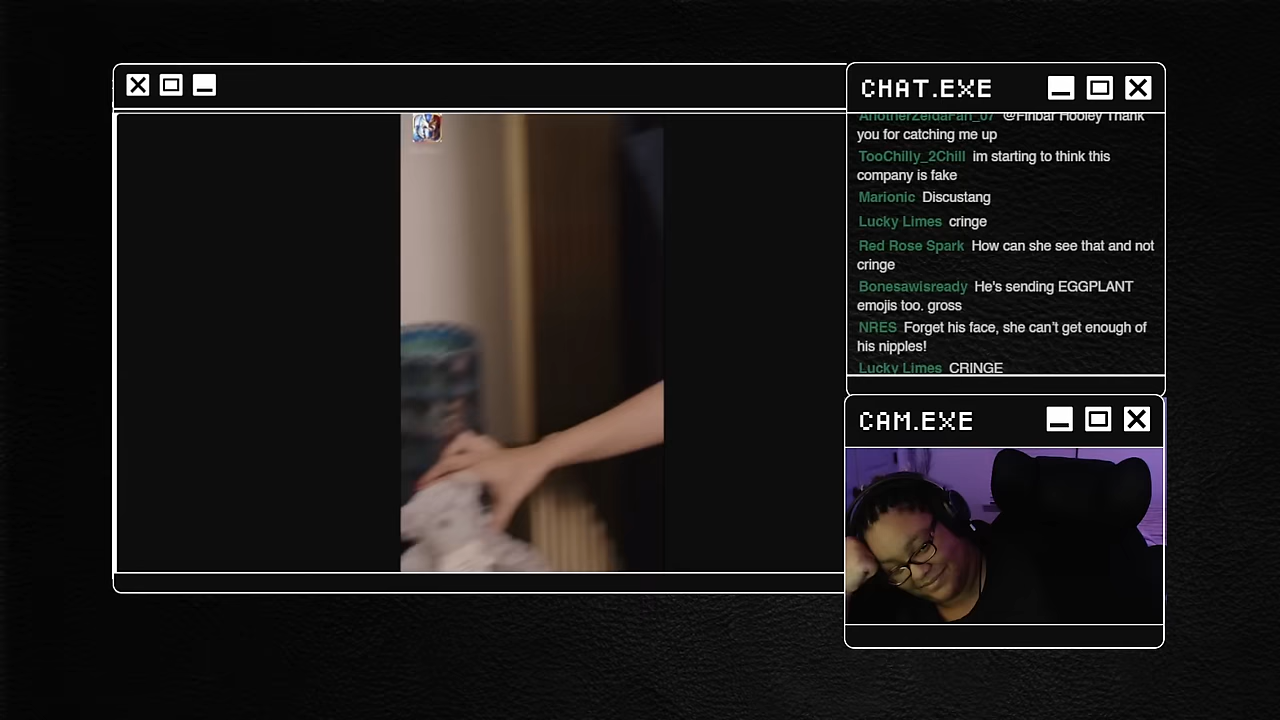 CHAT.EXE
AnotherZeldaFan_07 @Finbar Hooley Thank
you for catching me up
TooChilly_2Chill im starting to think this
company is fake
Marionic Discustang
Lucky Limes cringe
Red Rose Spark How can she see that and not
cringe
Bonesawisready He's sending EGGPLANT
emojis too. gross
NRES Forget his face, she can't get enough of
his nipples!
Lucky Limes CRINGE
CAM.EXE